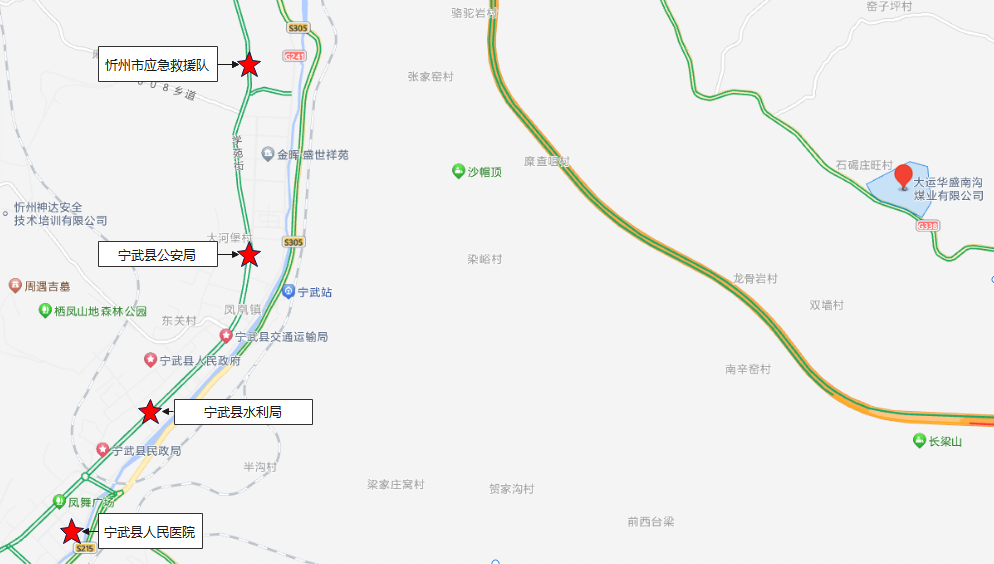 窑子坪村
骆驼岩村
S305
G241
忻州市应急救援队
张家窑村
508乡道
学苑街
金晖·盛世祥苑
糜查咀村
沙帽顶
石碣庄旺村
大运华盛南沟
煤业有限公司
忻州神达安全
技术培训有限公司
G338
大河堡村
S305
宁武县公安局
染峪村
龙骨岩村
周遇吉墓
宁武站
双墙村
栖凤山地森林公园
凤凰镇
东关村
宁武县交通运输局
宁武县人民政府
南辛窑村
宁武县水利局
长梁山
宁武县民政局
半沟村
梁家庄窝村
贺家沟村
凤舞广场
前西台梁
宁武县人民医院
S215